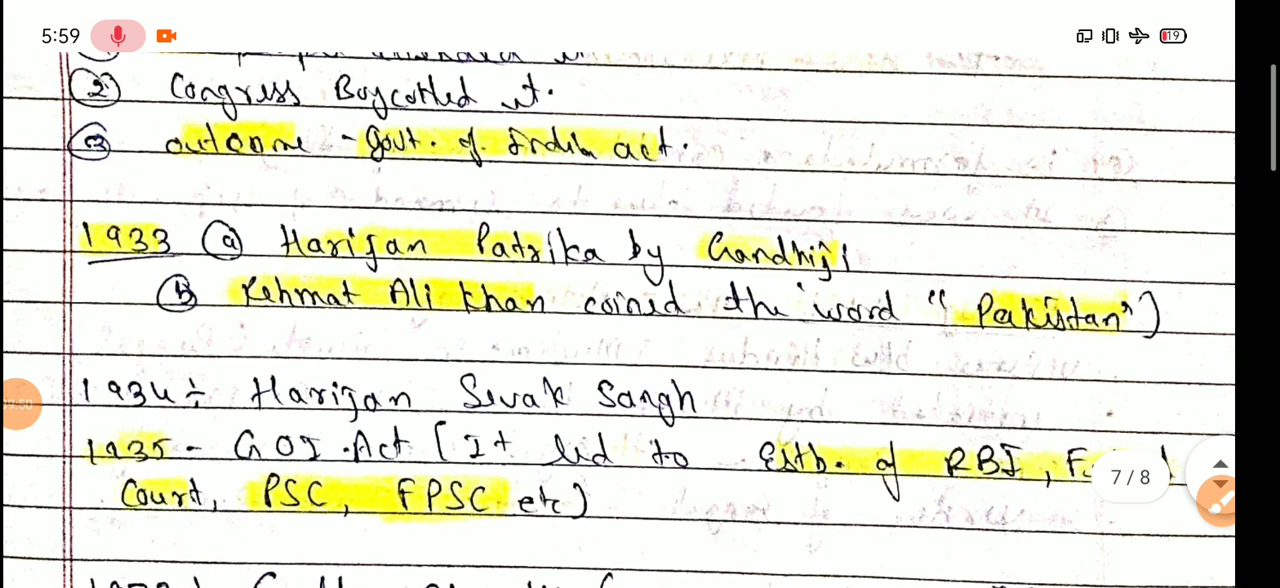 5:59
19
② Congress Boycotted it.
③ outcome - Govt. of India act.
1933 ⓐ Harijan Patrika by Gandhiji
ⓑ Rehmat Ali Khan coined the word "Pakistan")
1934 ÷ Harijan Sevak Sangh
1935 - GOI Act [It led to Estb. of RBI,
7 / 8
Court, PSC, FPSC etc)